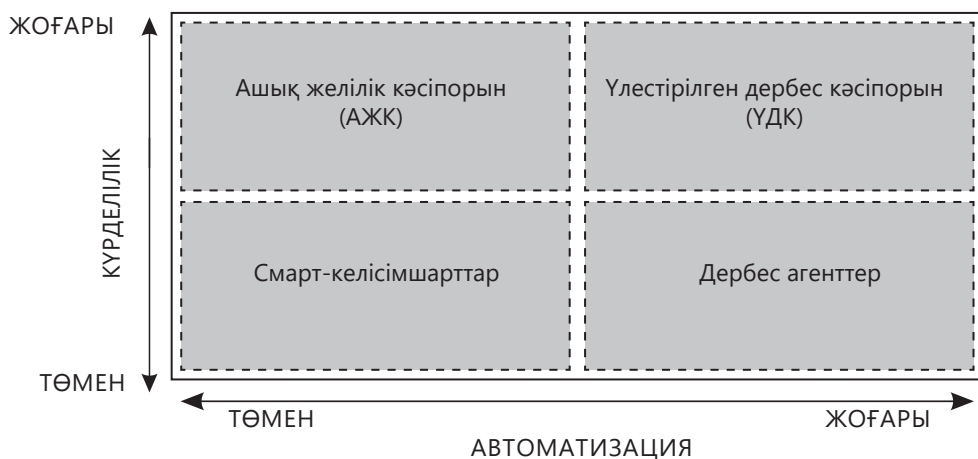 ЖОҒАРЫ
Ашық желілік кәсіпорын
(АЖК)
Үлестірілген дербес кәсіпорын
(ҮДК)
КҮРДЕЛІЛІК
Смарт-келісімшарттар
Дербес агенттер
ТӨМЕН
ТӨМЕН
ЖОҒАРЫ
АВТОМАТИЗАЦИЯ